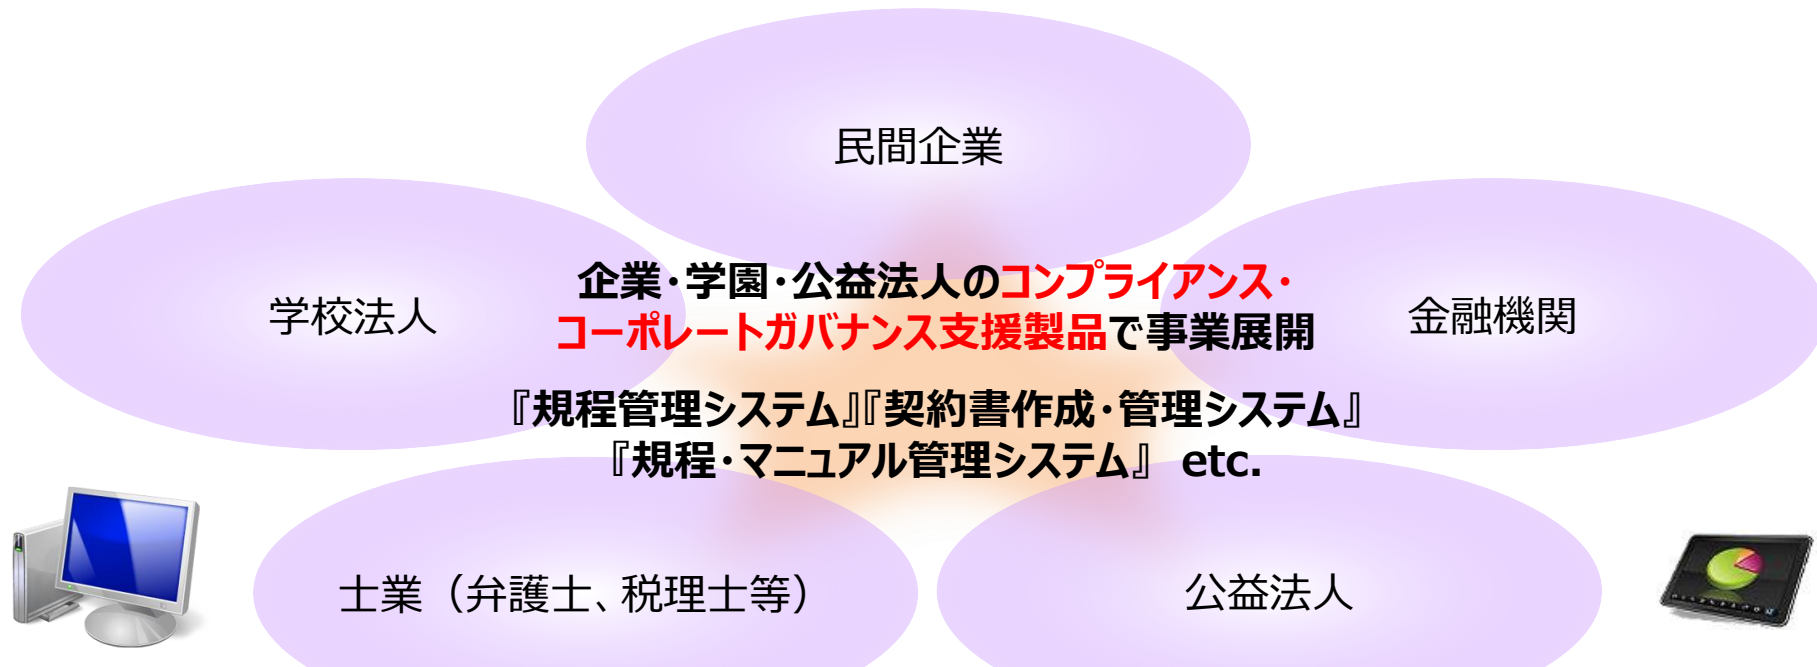 民間企業
学校法人
企業・学園・公益法人のコンプライアンス・
コーポレートガバナンス支援製品で事業展開
金融機関
『規程管理システム』『契約書作成・管理システム』
『規程・マニュアル管理システム』 etc.
士業（弁護士、税理士等）
公益法人